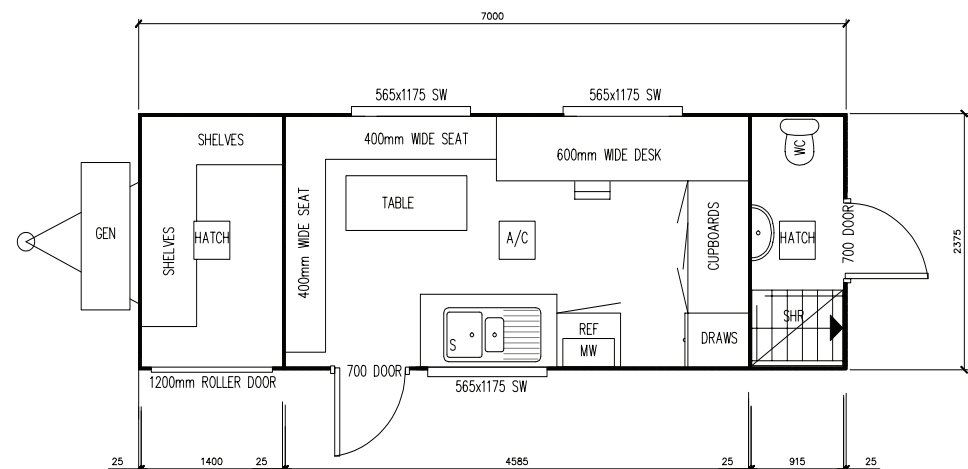 7000
565x1175 SW
565x1175 SW
SHELVES
400mm WIDE SEAT
600mm WIDE DESK
WC
TABLE
GEN
SHELVES
HATCH
400mm WIDE SEAT
A/C
CUPBOARDS
HATCH
700 DOOR
2375
SHR
S
REF
MW
DRAWS
1200mm ROLLER DOOR
700 DOOR
565x1175 SW
25
1400
25
4585
25
915
25